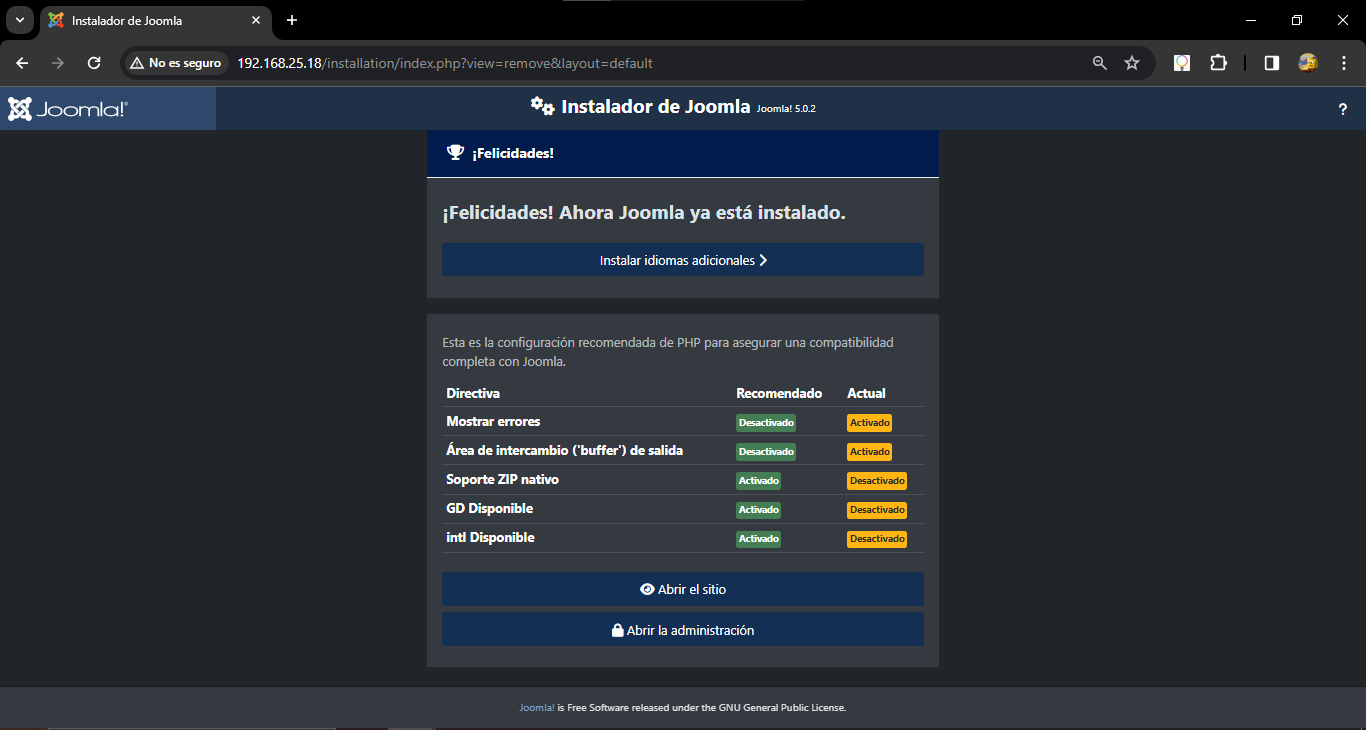 Instalador de Joomla
No es seguro
192.168.25.18/installation/index.php?view=remove&layout=default
Joomla!®
Instalador de Joomla Joomla! 5.0.2
?
¡Felicidades!
¡Felicidades! Ahora Joomla ya está instalado.
Instalar idiomas adicionales
Esta es la configuración recomendada de PHP para asegurar una compatibilidad
completa con Joomla.
Directiva Recomendado Actual
Mostrar errores Desactivado Activado
Área de intercambio ('buffer') de salida Desactivado Activado
Soporte ZIP nativo Activado Desactivado
GD Disponible Activado Desactivado
intl Disponible Activado Desactivado
Abrir el sitio
Abrir la administración
Joomla! is Free Software released under the GNU General Public License.